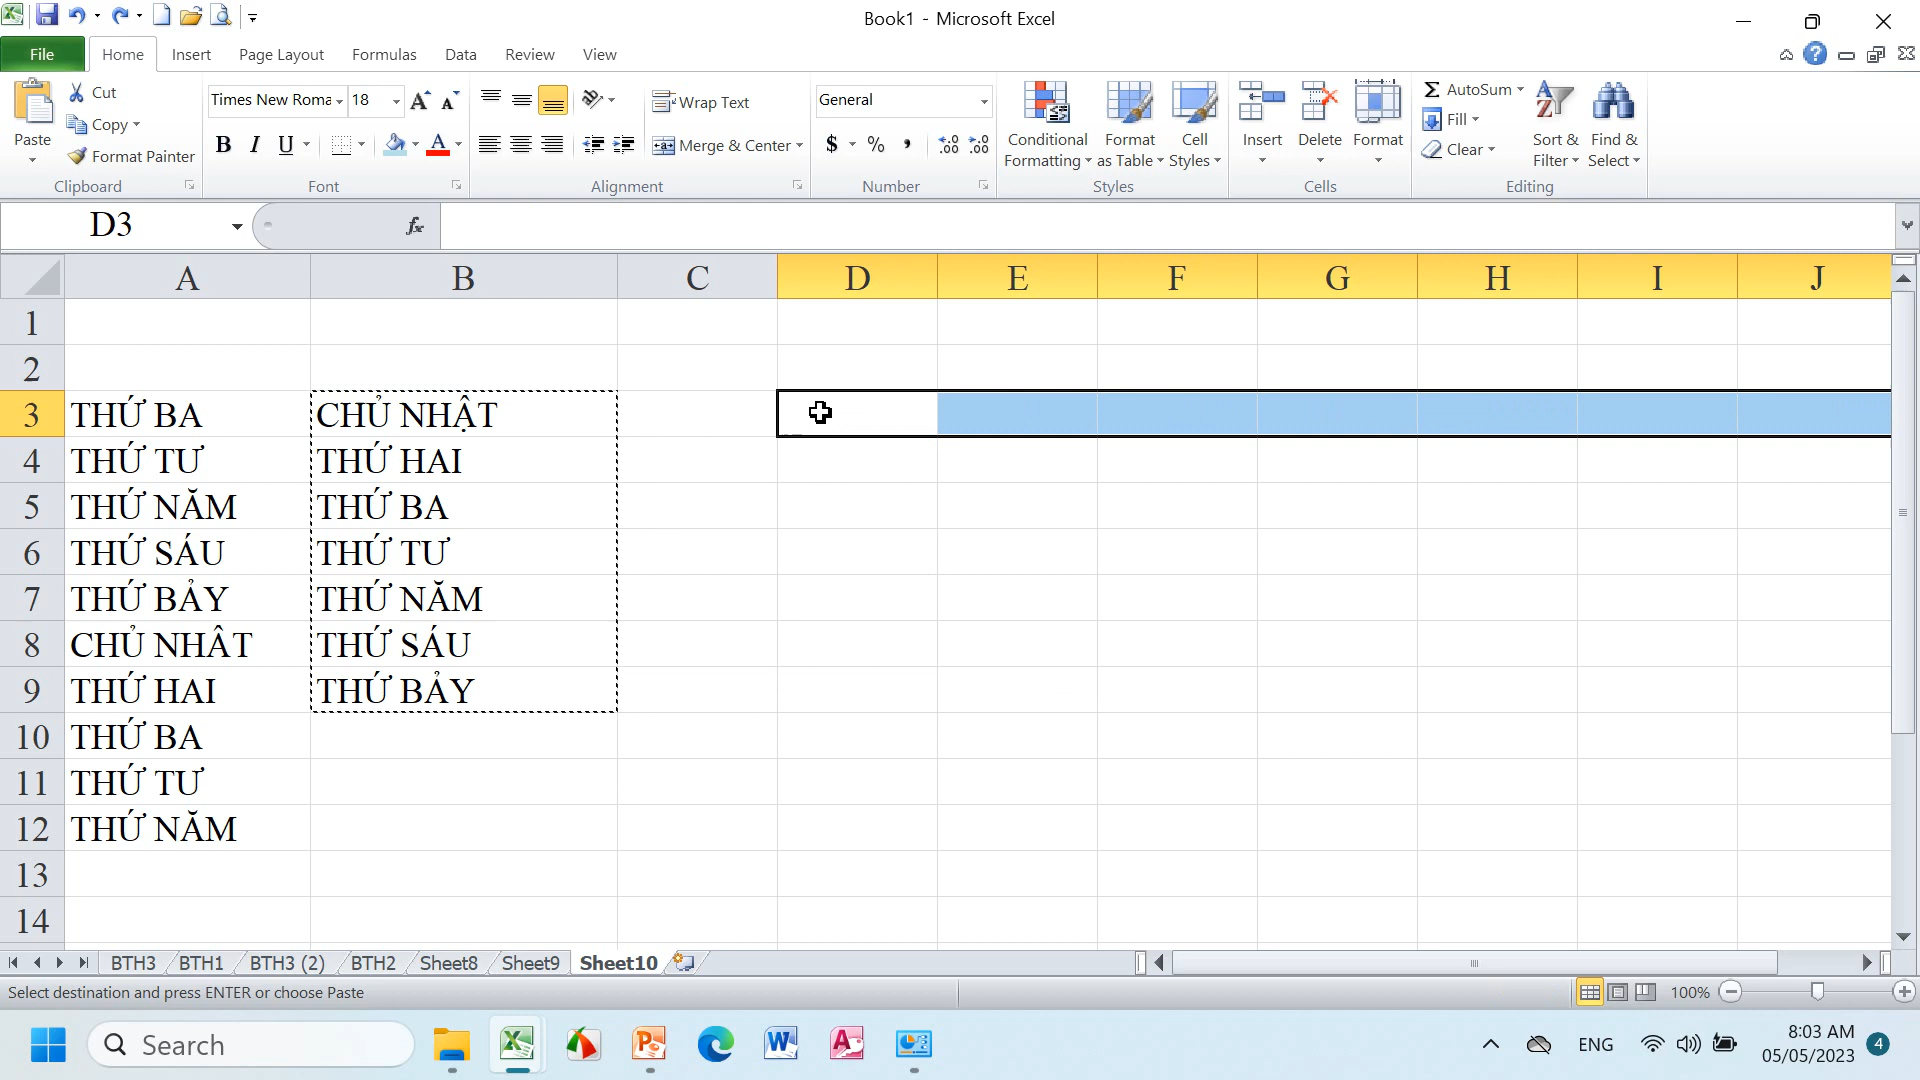 Book1 - Microsoft Excel
File Home Insert Page Layout Formulas Data Review View
Paste
Cut
Copy
Format Painter
Clipboard
Times New Roma 18
B I U
Font
Wrap Text
Merge & Center
Alignment
General
$ % ,
Number
Conditional Formatting
Format as Table
Cell Styles
Styles
Insert Delete Format
Cells
AutoSum
Fill
Clear
Sort & Filter
Find & Select
Editing
D3 fx
A B C D E F G H I J
1
2
3 THỨ BA CHỦ NHẬT
4 THỨ TƯ THỨ HAI
5 THỨ NĂM THỨ BA
6 THỨ SÁU THỨ TƯ
7 THỨ BẢY THỨ NĂM
8 CHỦ NHÂT THỨ SÁU
9 THỨ HAI THỨ BẢY
10 THỨ BA
11 THỨ TƯ
12 THỨ NĂM
13
14
BTH3 BTH1 BTH3 (2) BTH2 Sheet8 Sheet9 Sheet10
Select destination and press ENTER or choose Paste 100%
Search ENG 8:03 AM 4
05/05/2023